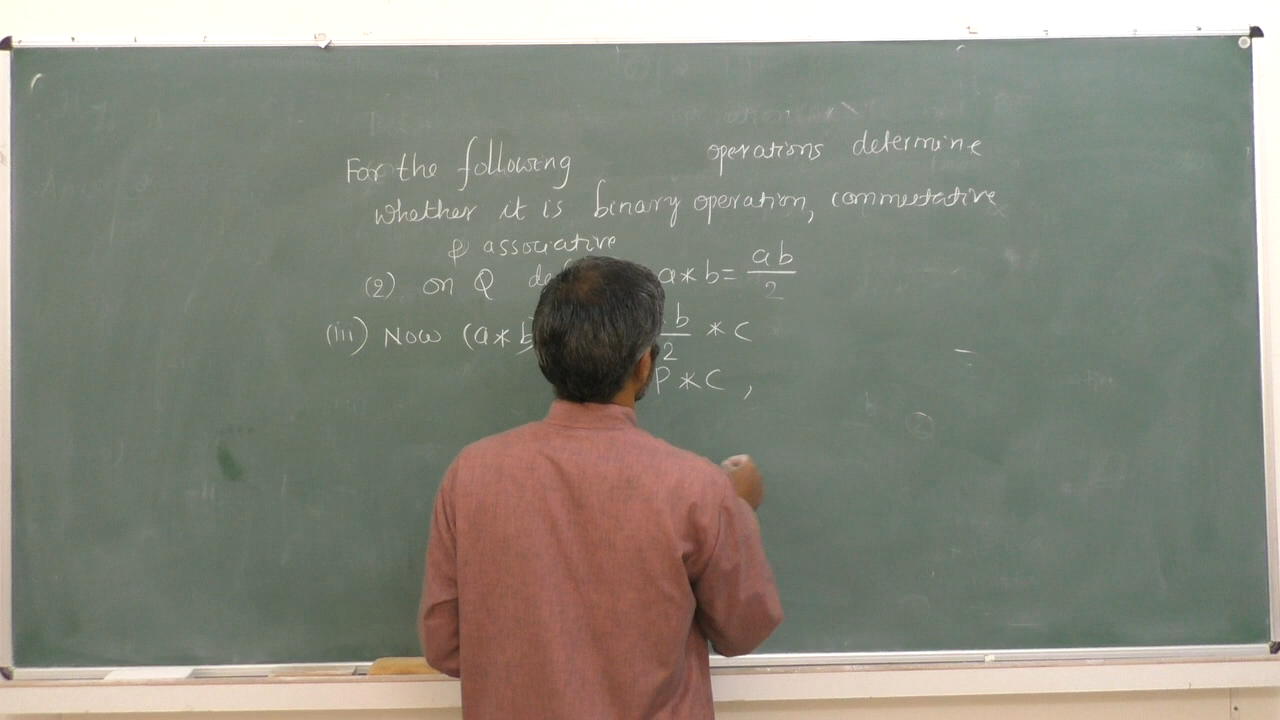 For the following operations determine
whether it is binary operation, commutative
& associative
(2) on Q a * b = ab/2
(iii) Now (a * b b/2 * c
P * C ,